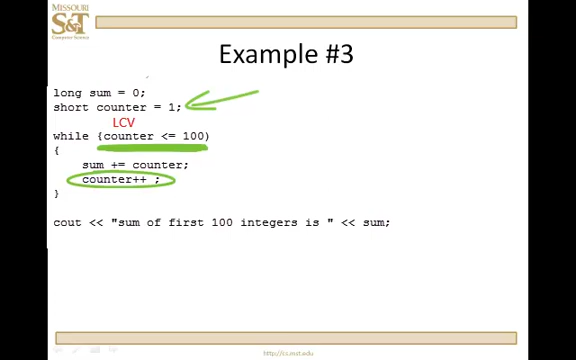 MISSOURI
S&T
Computer Science
Example #3
long sum = 0;
short counter = 1;
LCV
while (counter <= 100)
{
sum += counter;
counter++ ;
}
cout << "sum of first 100 integers is " << sum;
http://cs.mst.edu